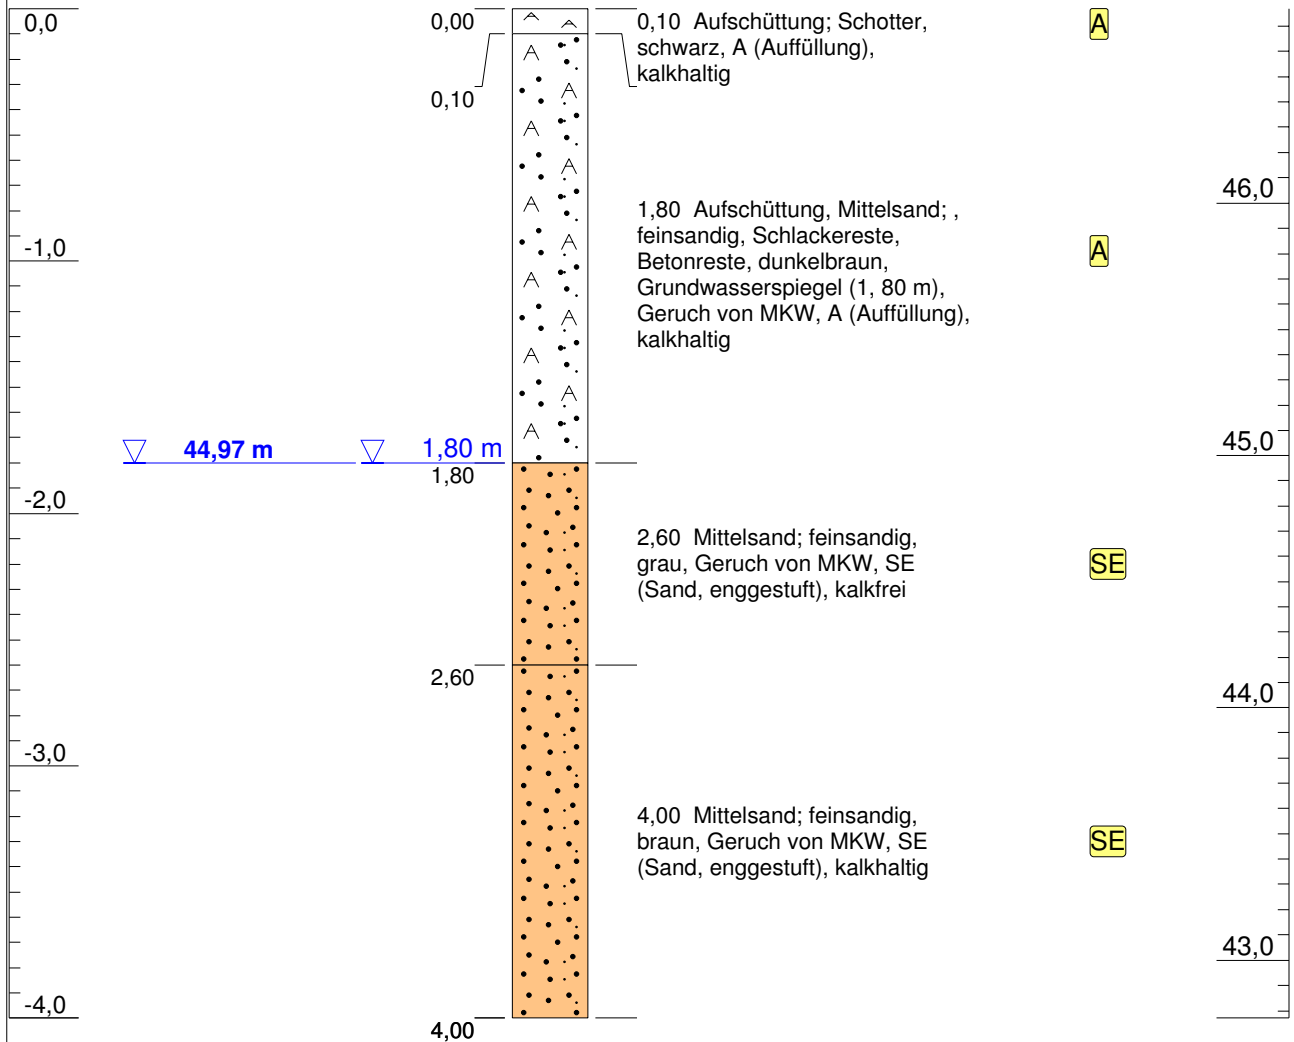 0,0
0,00
0,10 Aufschüttung; Schotter,
schwarz, A (Auffüllung),
kalkhaltig
A
0,10
46,0
1,80 Aufschüttung, Mittelsand; ,
feinsandig, Schlackereste,
Betonreste, dunkelbraun,
Grundwasserspiegel (1, 80 m),
Geruch von MKW, A (Auffüllung),
kalkhaltig
A
-1,0
44,97 m
1,80 m
45,0
1,80
-2,0
2,60 Mittelsand; feinsandig,
grau, Geruch von MKW, SE
(Sand, enggestuft), kalkfrei
SE
2,60
44,0
-3,0
4,00 Mittelsand; feinsandig,
braun, Geruch von MKW, SE
(Sand, enggestuft), kalkhaltig
SE
43,0
-4,0
4,00